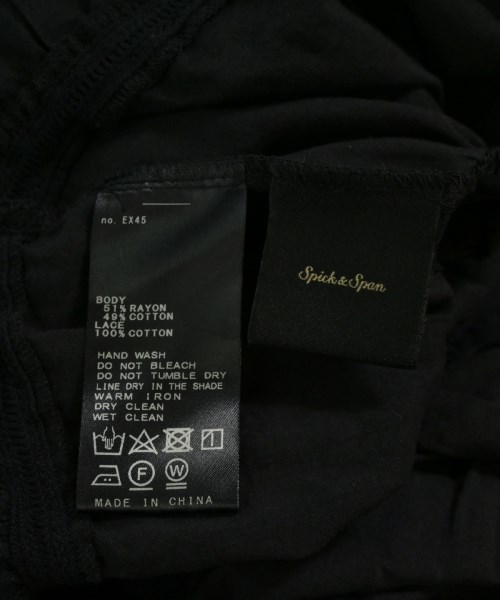 no. EX45
BODY
51% RAYON
49% COTTON
LACE
100% COTTON
HAND WASH
DO NOT BLEACH
DO NOT TUMBLE DRY
LINE DRY IN THE SHADE
WARM IRON
DRY CLEAN
WET CLEAN
F W
MADE IN CHINA
Spick & Span